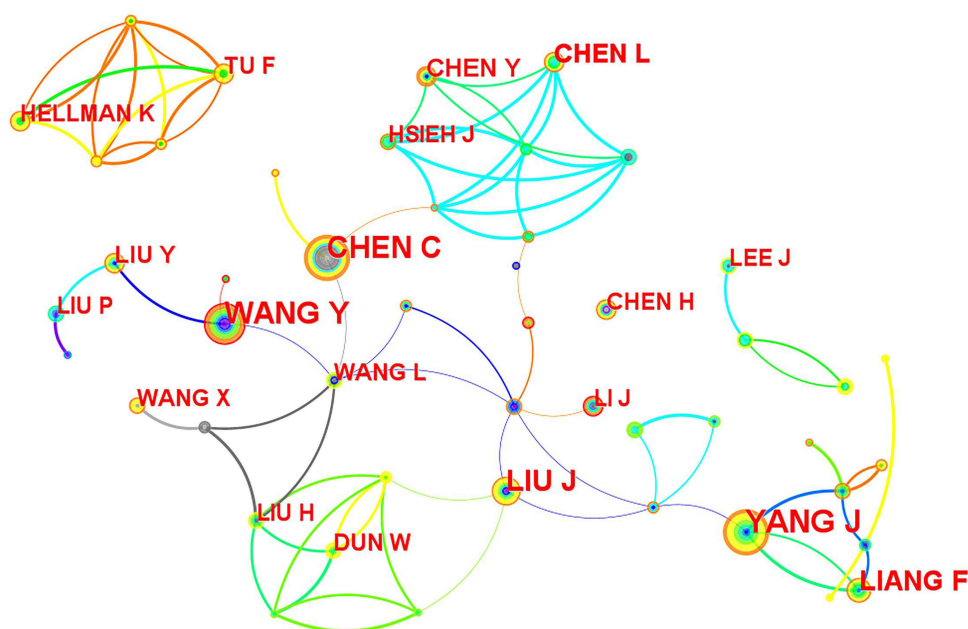 TU F
HELLMAN K
CHEN Y
CHEN L
HSIEH J
CHEN C
LIU Y
LIU P
WANG Y
LEE J
CHEN H
WANG L
WANG X
LI J
LIU J
LIU H
DUN W
YANG J
LIANG F